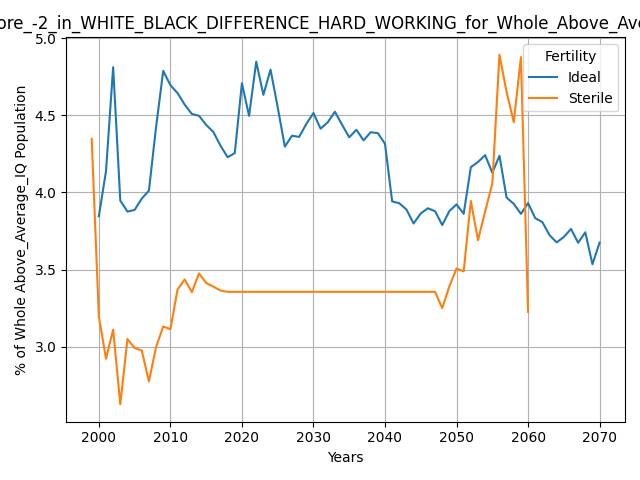 ore_-2_in_WHITE_BLACK_DIFFERENCE_HARD_WORKING_for_Whole_Above_Ave
Fertility
Ideal
Sterile
% of Whole Above_Average_IQ Population
5.0
4.5
4.0
3.5
3.0
2000 2010 2020 2030 2040 2050 2060 2070
Years